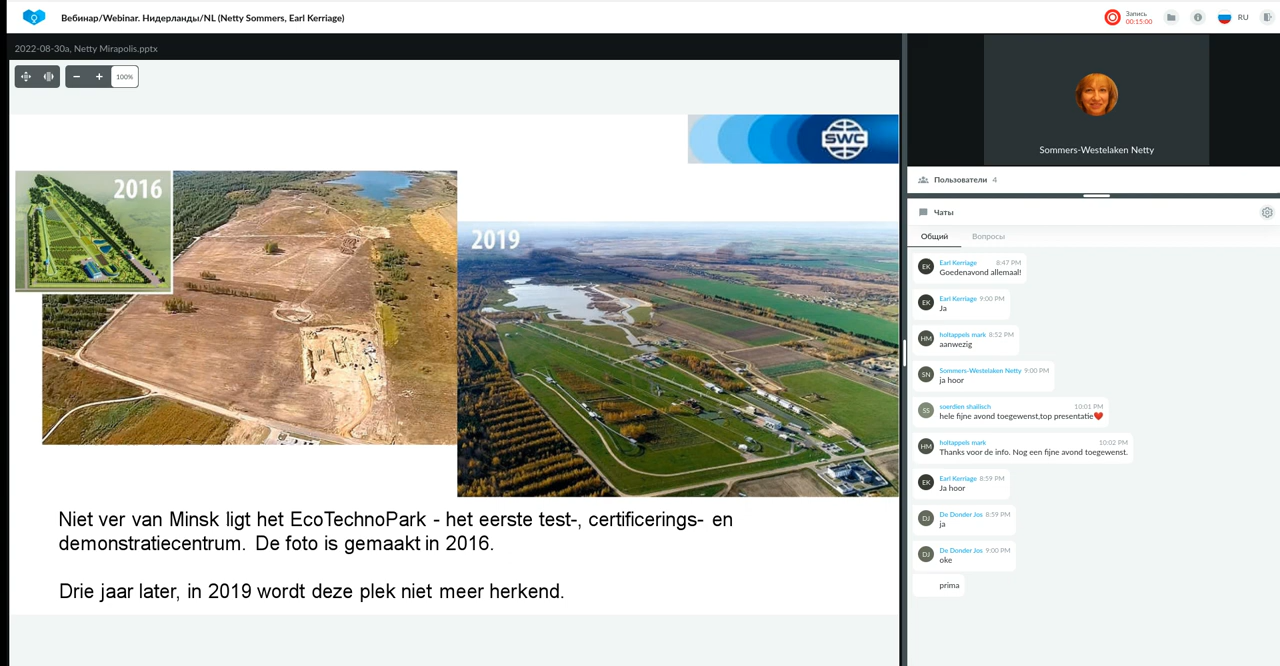 Вебинар/Webinar. Нидерланды/NL (Netty Sommers, Earl Kerriage)
Запись
00:15:00
RU
2022-08-30a, Netty Mirapolis.pptx
100%
SWC
2016
2019
Niet ver van Minsk ligt het EcoTechnoPark - het eerste test-, certificerings- en
demonstratiecentrum. De foto is gemaakt in 2016.
Drie jaar later, in 2019 wordt deze plek niet meer herkend.
Sommers-Westelaken Netty
Пользователи 4
Чаты
Общий Вопросы
EK Earl Kerriage 8:47 PM
Goedenavond allemaal!
EK Earl Kerriage 9:00 PM
Ja
HM holtappels mark 8:52 PM
aanwezig
SN Sommers-Westelaken Netty 9:00 PM
ja hoor
SS soerdien shailisch 10:01 PM
hele fijne avond toegewenst,top presentatie❤️
HM holtappels mark 10:02 PM
Thanks voor de info. Nog een fijne avond toegewenst.
EK Earl Kerriage 8:59 PM
Ja hoor
DJ De Donder Jos 8:59 PM
ja
DJ De Donder Jos 9:00 PM
oke
prima